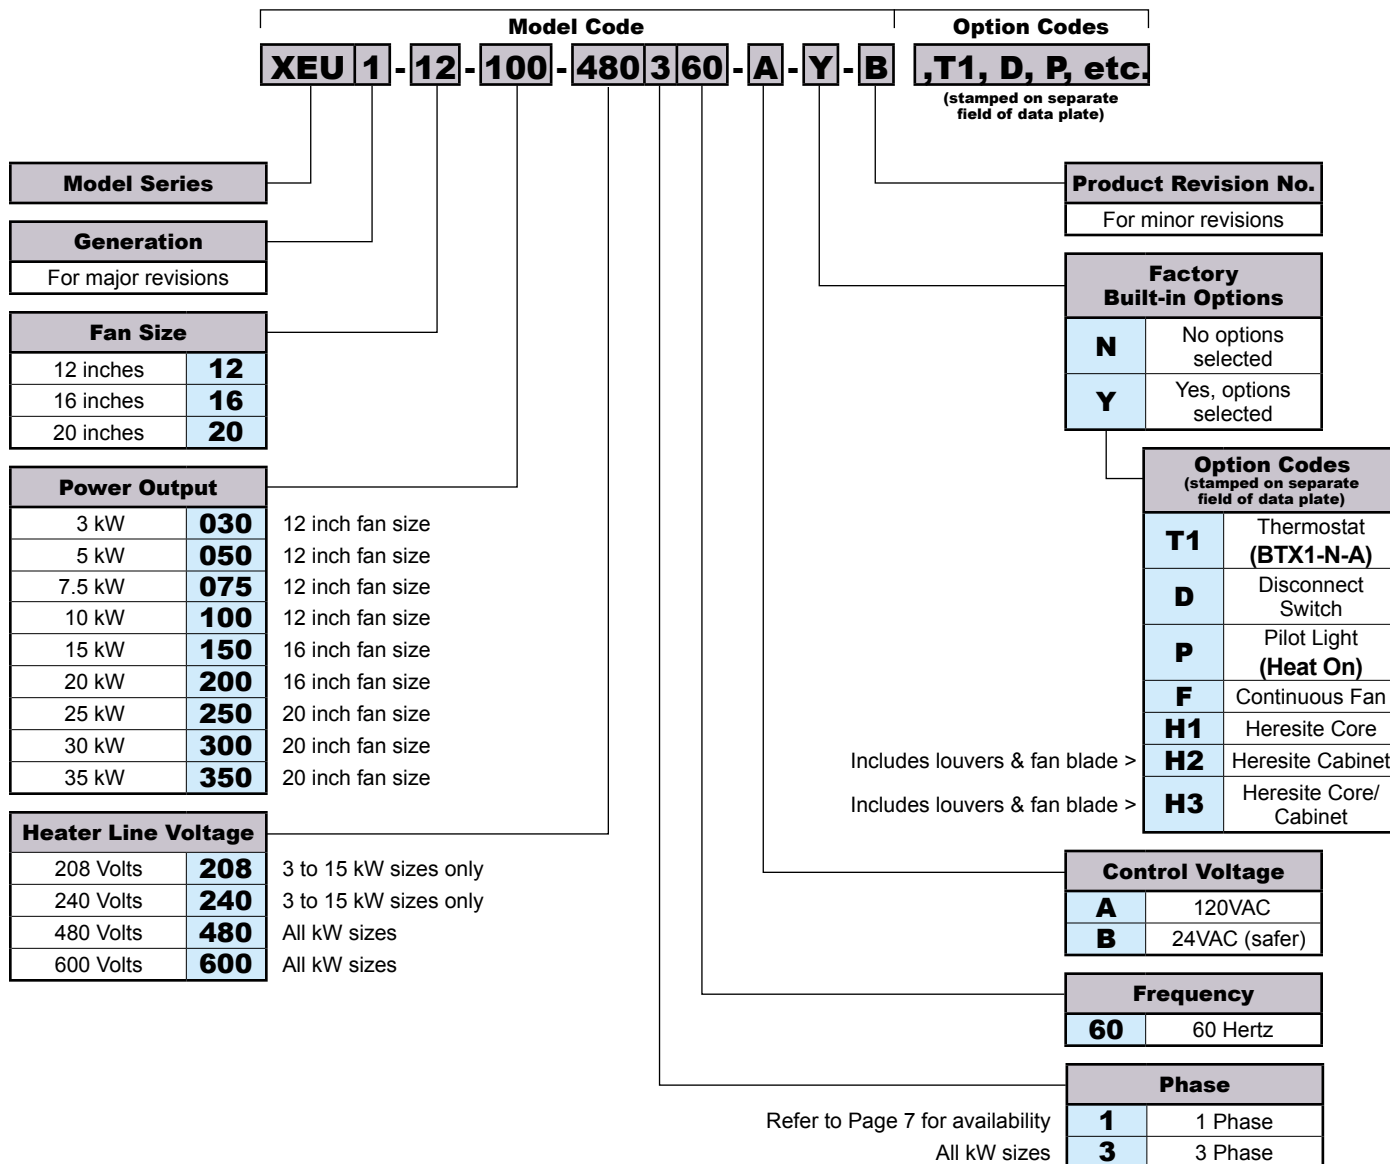 Model Code
Option Codes
XEU 1 - 12 - 100 - 480 3 60 - A - Y - B ,T1, D, P, etc.
(stamped on separate
field of data plate)
Model Series
Generation
For major revisions
Fan Size
12 inches 12
16 inches 16
20 inches 20
Power Output
3 kW 030 12 inch fan size
5 kW 050 12 inch fan size
7.5 kW 075 12 inch fan size
10 kW 100 12 inch fan size
15 kW 150 16 inch fan size
20 kW 200 16 inch fan size
25 kW 250 20 inch fan size
30 kW 300 20 inch fan size
35 kW 350 20 inch fan size
Heater Line Voltage
208 Volts 208 3 to 15 kW sizes only
240 Volts 240 3 to 15 kW sizes only
480 Volts 480 All kW sizes
600 Volts 600 All kW sizes
Product Revision No.
For minor revisions
Factory
Built-in Options
N No options
selected
Y Yes, options
selected
Option Codes
(stamped on separate
field of data plate)
T1 Thermostat
(BTX1-N-A)
D Disconnect
Switch
P Pilot Light
(Heat On)
F Continuous Fan
H1 Heresite Core
Includes louvers & fan blade > H2 Heresite Cabinet
Includes louvers & fan blade > H3 Heresite Core/
Cabinet
Control Voltage
A 120VAC
B 24VAC (safer)
Frequency
60 60 Hertz
Phase
Refer to Page 7 for availability 1 1 Phase
All kW sizes 3 3 Phase